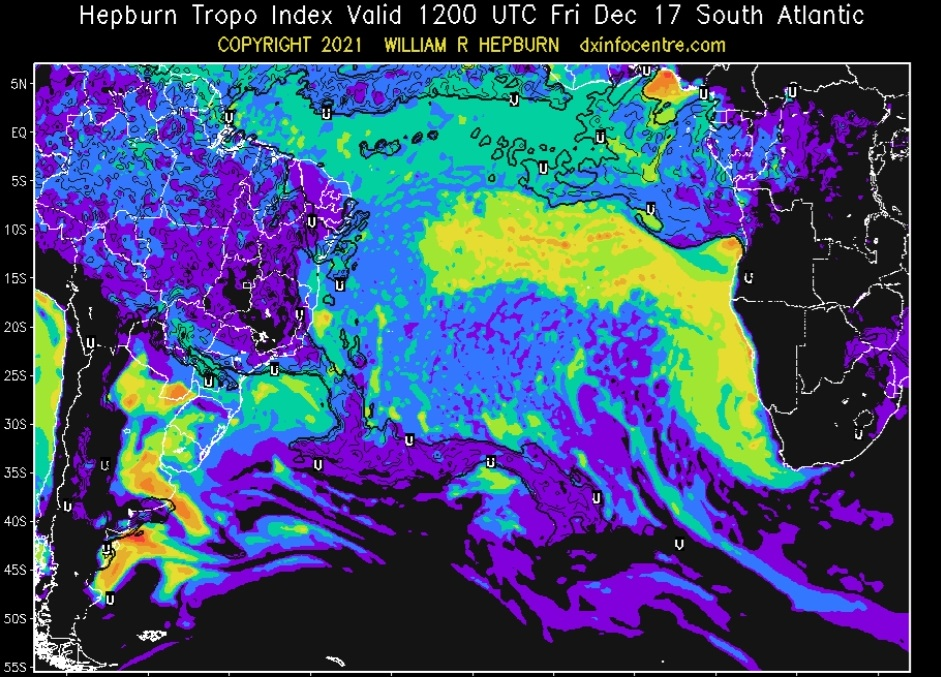 Hepburn Tropo Index Valid 1200 UTC Fri Dec 17 South Atlantic
COPYRIGHT 2021 WILLIAM R HEPBURN dxinfocentre.com
5N
EQ
5S
10S
15S
20S
25S
30S
35S
40S
45S
50S
55S
U U U U U
U U
U
U U
U U
U
U
U U
U
U
U
U U U
U
U
U
U
U